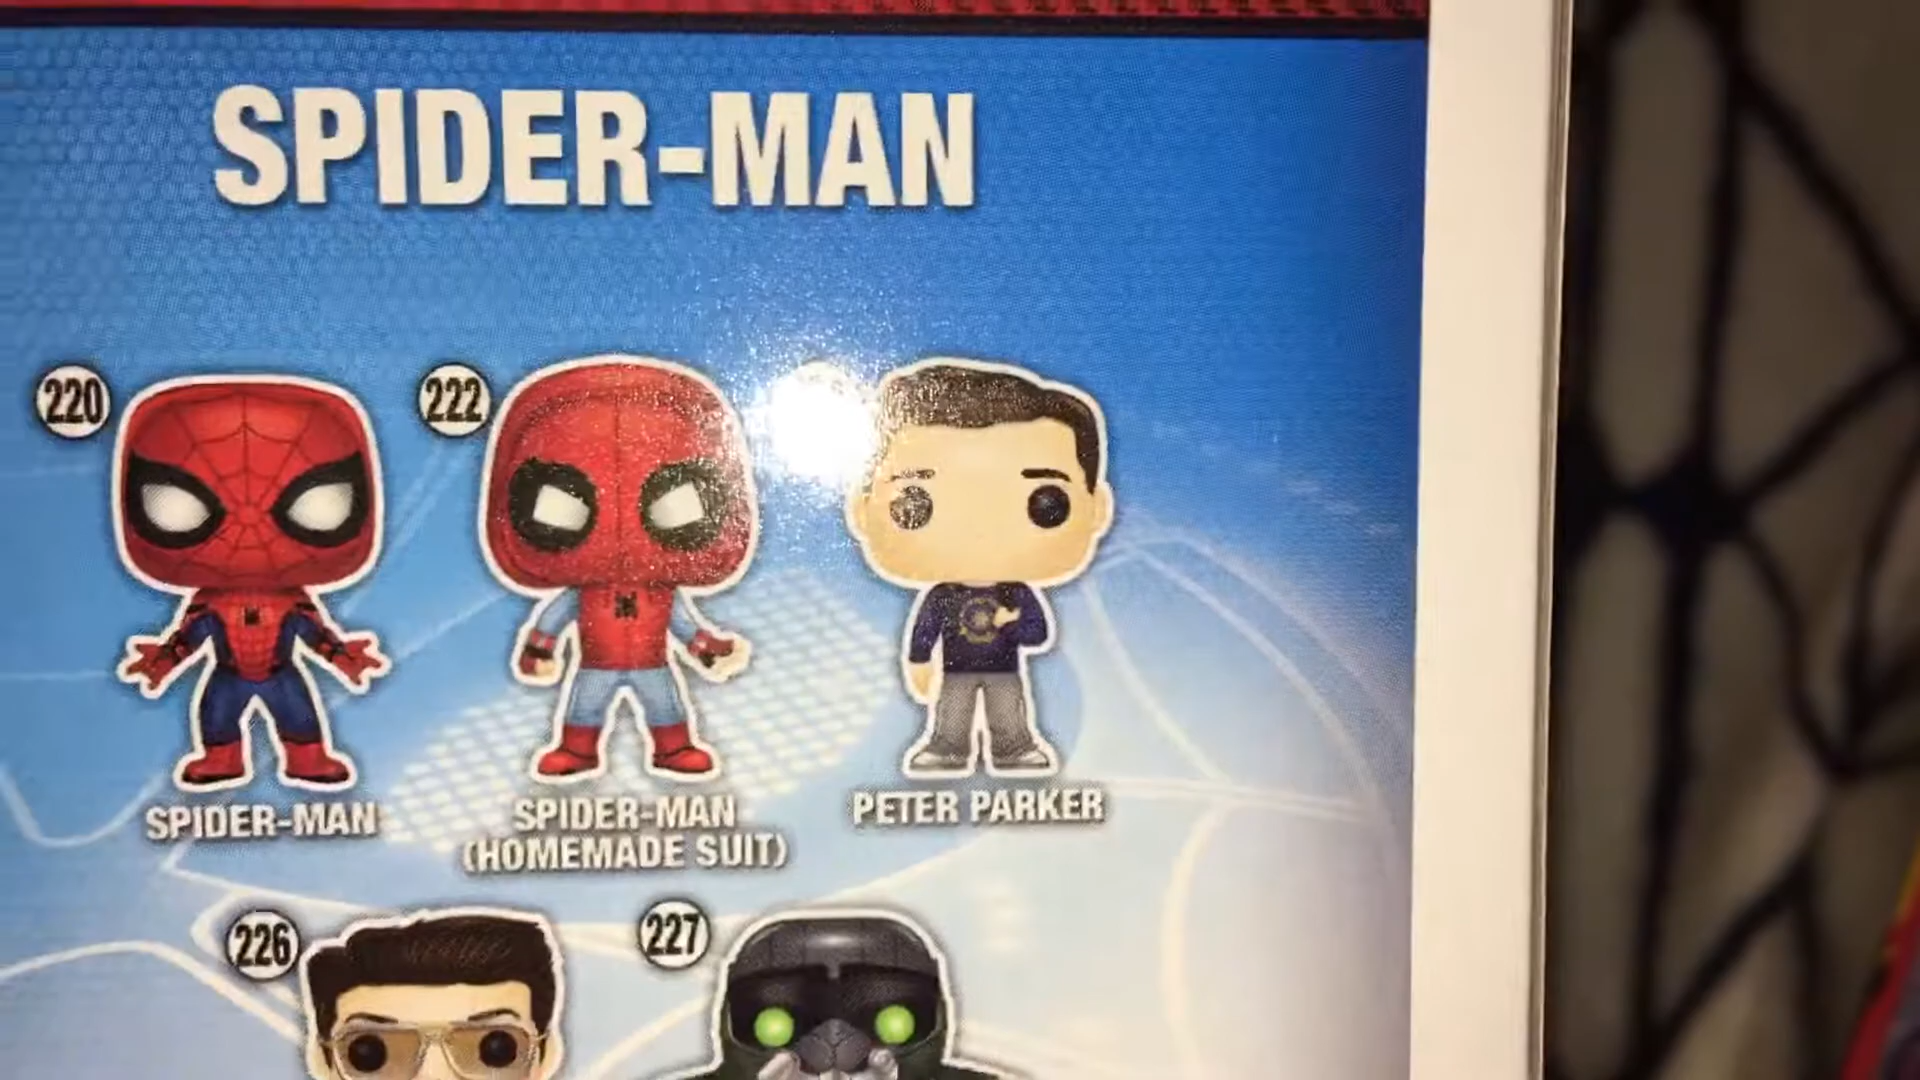 SPIDER-MAN
220
222
SPIDER-MAN
SPIDER-MAN
(HOMEMADE SUIT)
PETER PARKER
226
227